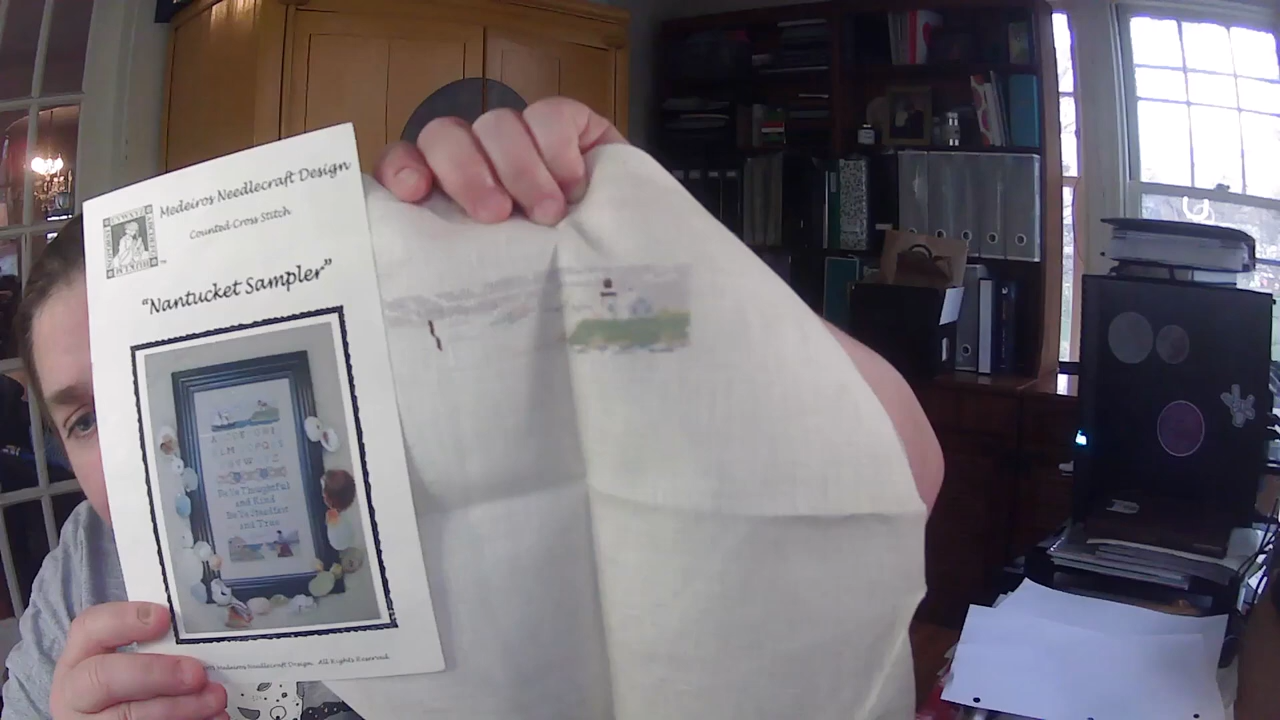 Medeiros Needlecraft Design
Counted Cross Stitch
"Nantucket Sampler"
Be Ye Thoughtful
and Kind
Be Ye Steadfast
and True
Medeiros Needlecraft Design. All Rights Reserved